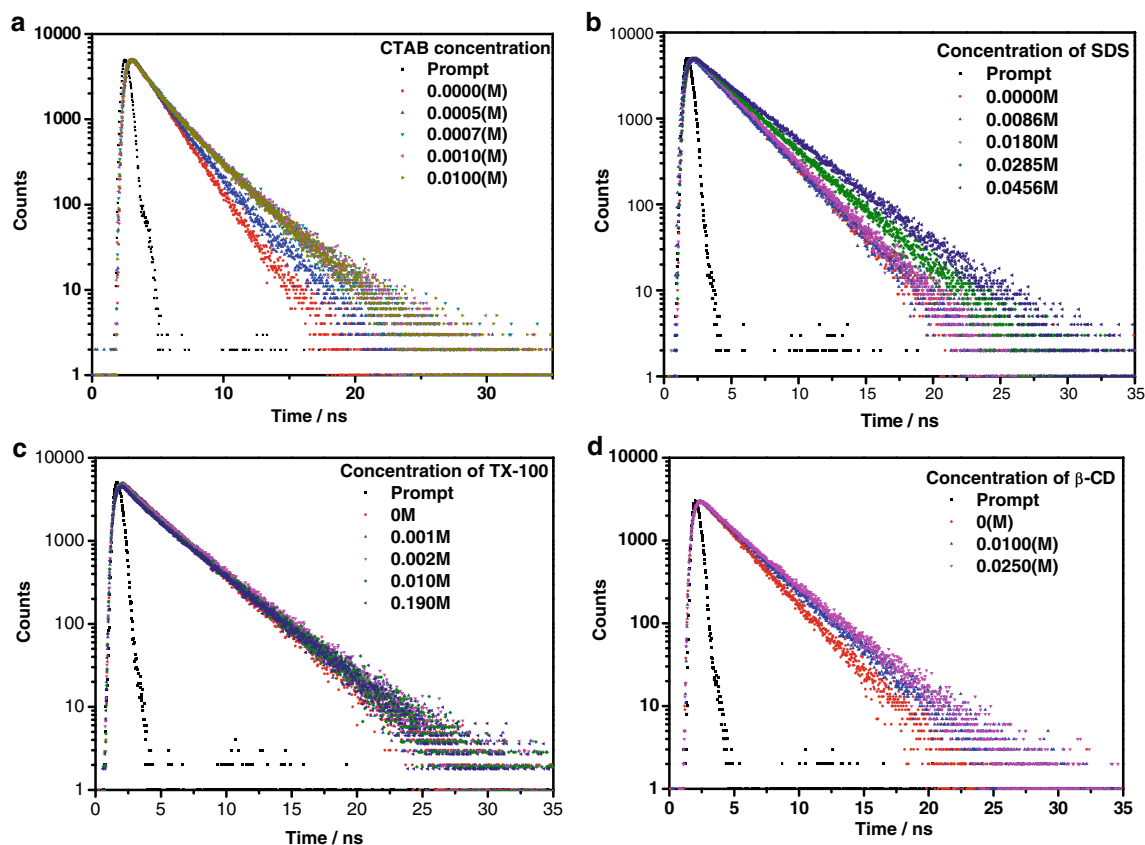 a
10000
1000
100
10
1
Counts
CTAB concentration
Prompt
0.0000(M)
0.0005(M)
0.0007(M)
0.0010(M)
0.0100(M)
0 5 10 15 20 25 30
Time / ns
b
10000
1000
100
10
1
Counts
Concentration of SDS
Prompt
0.0000M
0.0086M
0.0180M
0.0285M
0.0456M
0 5 10 15 20 25 30 35
Time / ns
c
10000
1000
100
10
1
Counts
Concentration of TX-100
Prompt
0M
0.001M
0.002M
0.010M
0.190M
0 5 10 15 20 25 30 35
Time / ns
d
10000
1000
100
10
1
Counts
Concentration of β-CD
Prompt
0(M)
0.0100(M)
0.0250(M)
0 5 10 15 20 25 30 35
Time / ns